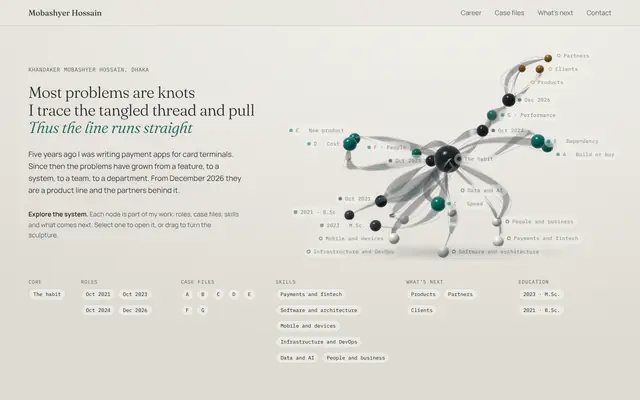 Mobashyer Hossain
Career
Case files
What's next
Contact
KHANDAKER MOBASHYER HOSSAIN, DHAKA
Most problems are knots
I trace the tangled thread and pull
Thus the line runs straight
Five years ago I was writing payment apps for card terminals.
Since then the problems have grown from a feature, to a
system, to a team, to a department. From December 2026 they
are a product line and the partners behind it.
Explore the system. Each node is part of my work: roles, case files, skills
and what comes next. Select one to open it, or drag to turn the
sculpture.
Partners
Clients
Products
Dec 2026
G · Performance
Oct 2024
E · New product
D · Cost
F · People
Oct 2023
The habit
B · Dependency
A · Build or buy
Data and AI
Speed
Oct 2021
2021 · B.Sc
2023 · M.Sc
People and business
Mobile and devices
Payments and fintech
Infrastructure and DevOps
Software and architecture
CORE
The habit
ROLES
Oct 2021
Oct 2023
Oct 2024
Dec 2026
CASE FILES
A
B
C
D
E
F
G
SKILLS
Payments and fintech
Software and architecture
Mobile and devices
Infrastructure and DevOps
Data and AI
People and business
WHAT'S NEXT
Products
Partners
Clients
EDUCATION
2023 · M.Sc.
2021 · B.Sc.